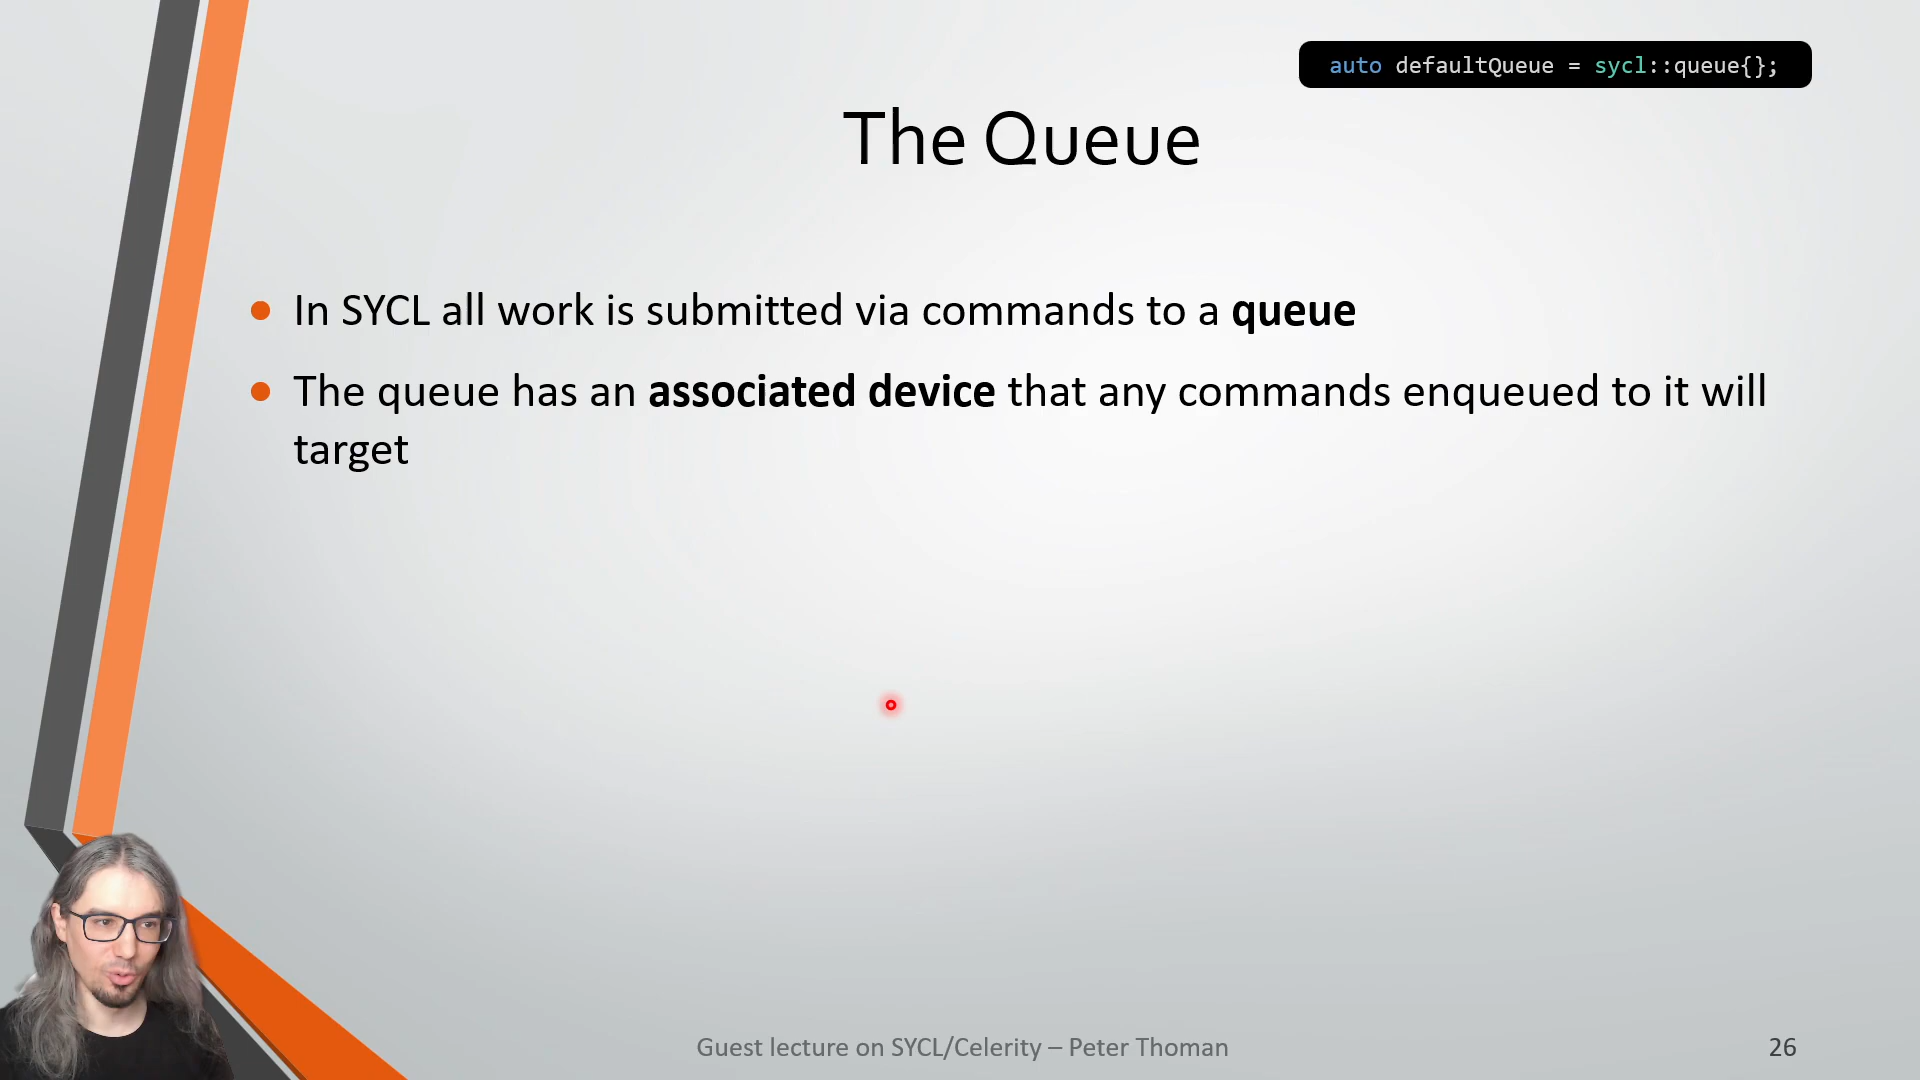 auto defaultQueue = sycl::queue{};
The Queue
In SYCL all work is submitted via commands to a queue
The queue has an associated device that any commands enqueued to it will
target
Guest lecture on SYCL/Celerity – Peter Thoman
26